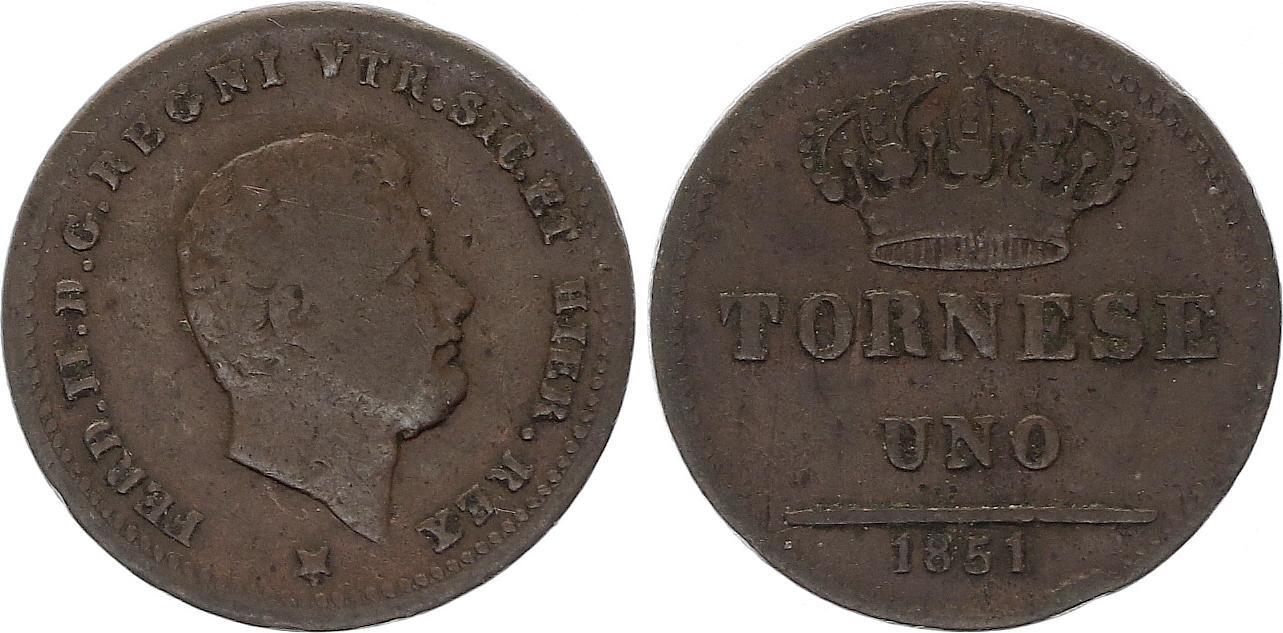 FERD.II.D.G.REGNI VTR.SIC.ET HIER.REX
TORNESE
UNO
1851